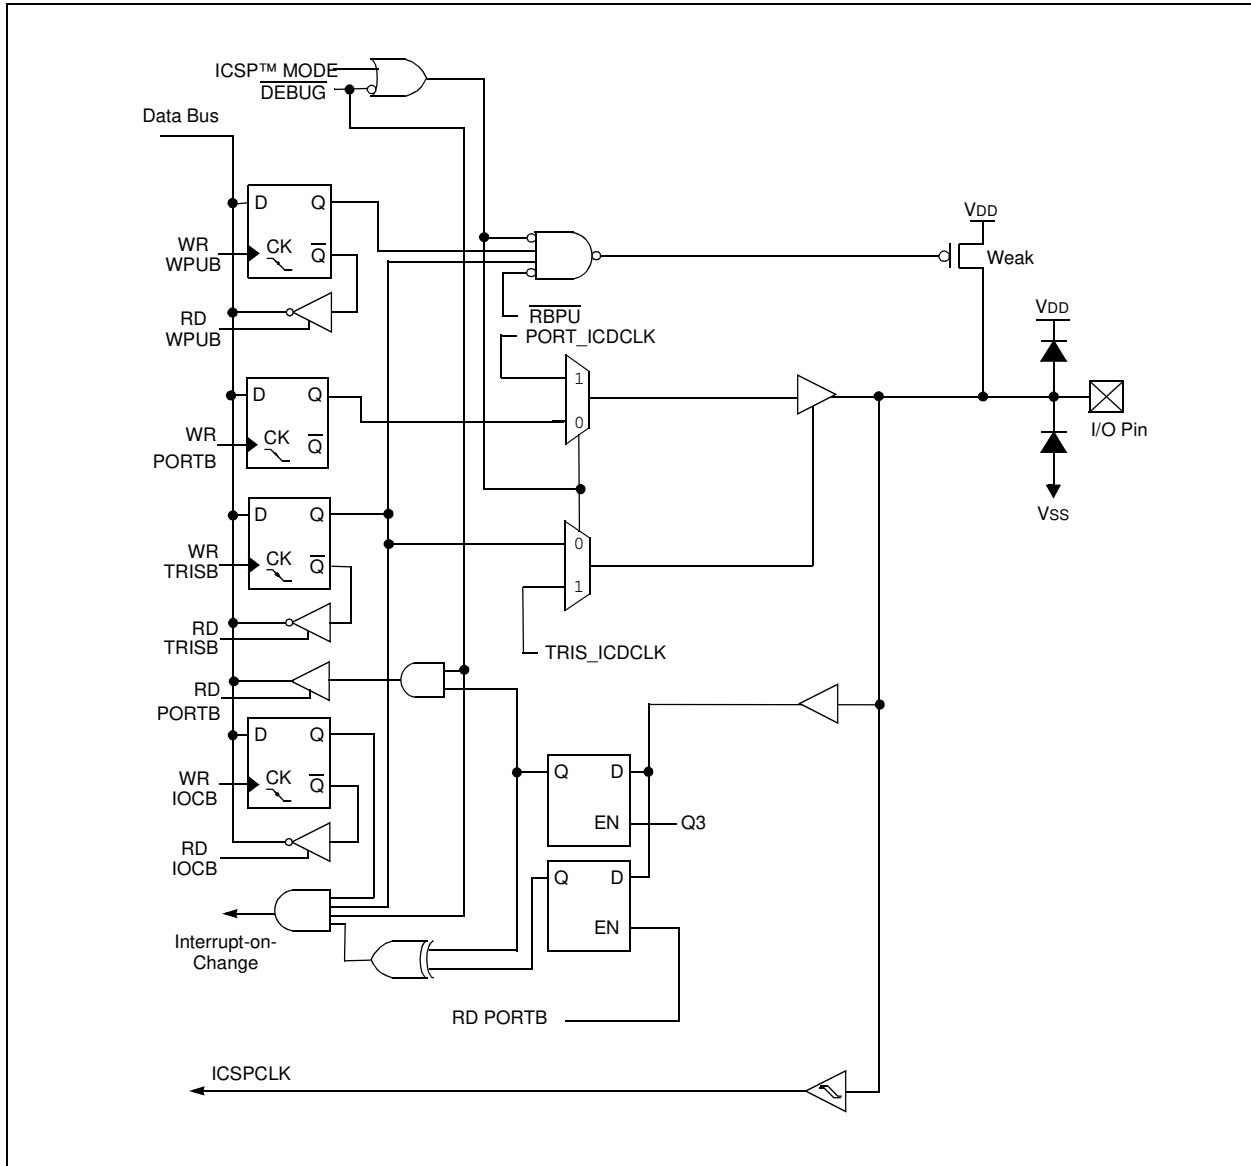 ICSP™ MODE
DEBUG
Data Bus
D Q
WR
WPUB
CK Q
RD
WPUB
VDD
Weak
RBPU
PORT_ICDCLK
VDD
1
0
D Q
WR
PORTB
CK Q
I/O Pin
VSS
D Q
WR
TRISB
CK Q
0
1
RD
TRISB
TRIS_ICDCLK
RD
PORTB
D Q
WR
IOCB
CK Q
Q D
EN
Q3
RD
IOCB
Q D
EN
Interrupt-on-
Change
RD PORTB
ICSPCLK